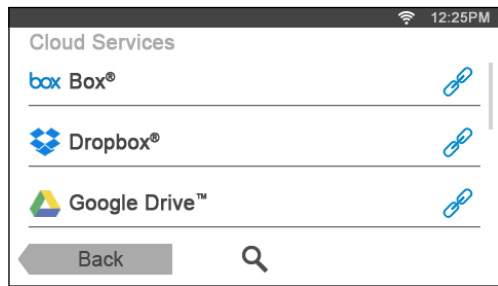 12:25PM
Cloud Services
box Box®
Dropbox®
Google Drive™
Back